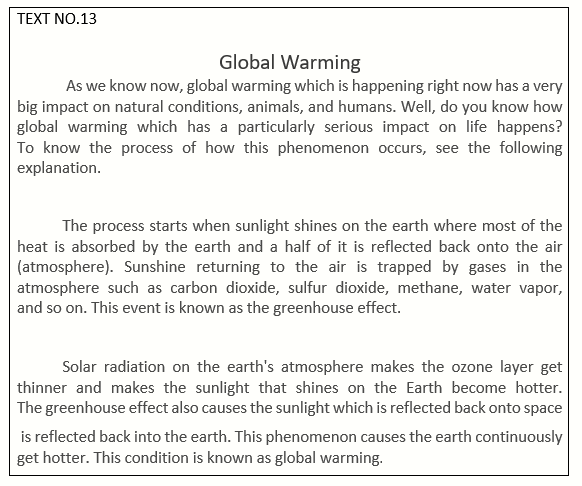 TEXT NO.13
Global Warming
As we know now, global warming which is happening right now has a very
big impact on natural conditions, animals, and humans. Well, do you know how
global warming which has a particularly serious impact on life happens?
To know the process of how this phenomenon occurs, see the following
explanation.
The process starts when sunlight shines on the earth where most of the
heat is absorbed by the earth and a half of it is reflected back onto the air
(atmosphere). Sunshine returning to the air is trapped by gases in the
atmosphere such as carbon dioxide, sulfur dioxide, methane, water vapor,
and so on. This event is known as the greenhouse effect.
Solar radiation on the earth's atmosphere makes the ozone layer get
thinner and makes the sunlight that shines on the Earth become hotter.
The greenhouse effect also causes the sunlight which is reflected back onto space
is reflected back into the earth. This phenomenon causes the earth continuously
get hotter. This condition is known as global warming.